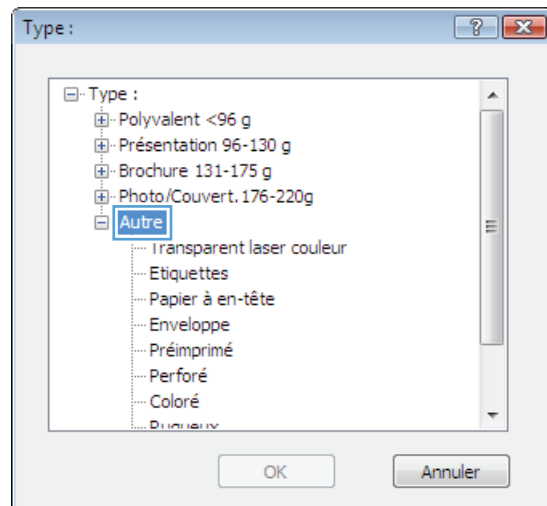 Type :
Type :
Polyvalent <96 g
Présentation 96-130 g
Brochure 131-175 g
Photo/Couvert. 176-220g
Autre
Transparent laser couleur
Etiquettes
Papier à en-tête
Enveloppe
Préimprimé
Perforé
Coloré
Rugueux
OK Annuler